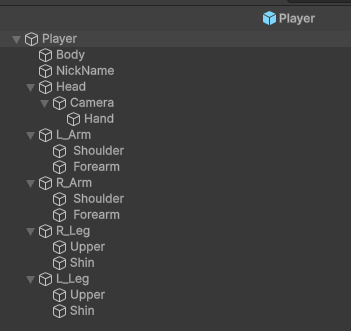 Player
Player
Body
NickName
Head
Camera
Hand
L_Arm
Shoulder
Forearm
R_Arm
Shoulder
Forearm
R_Leg
Upper
Shin
L_Leg
Upper
Shin